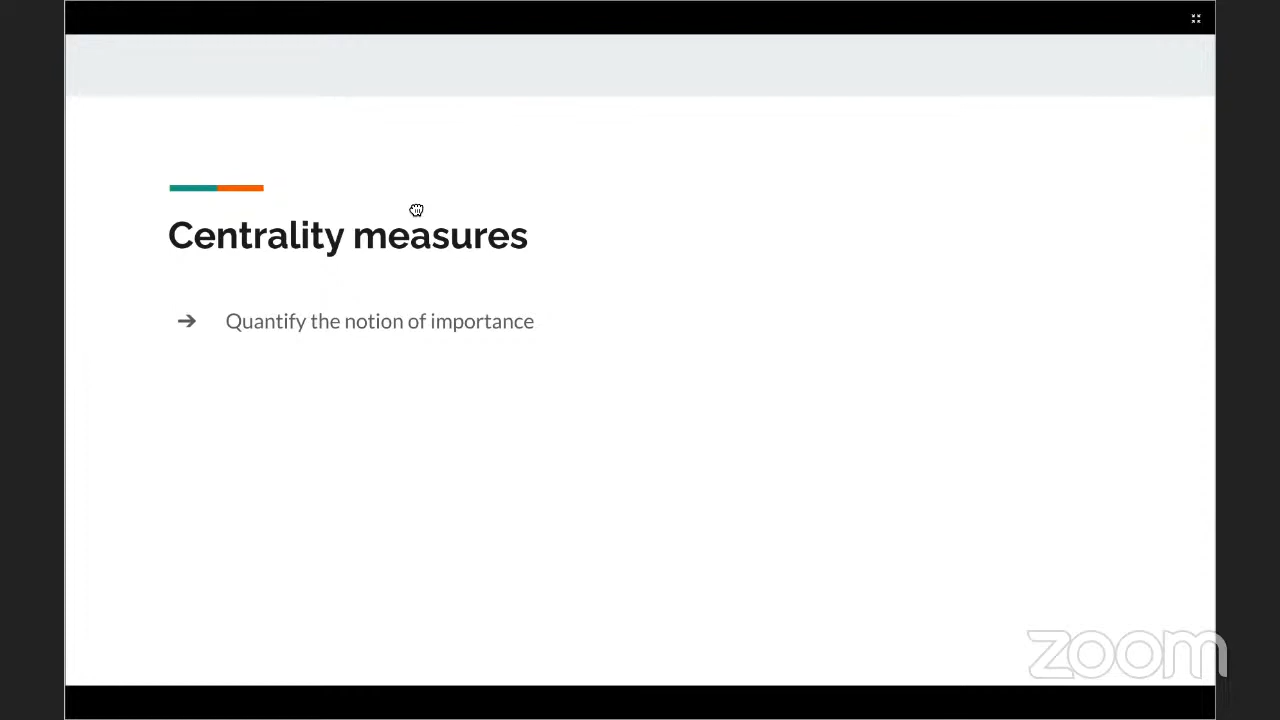 Centrality measures
➔ Quantify the notion of importance
zoom